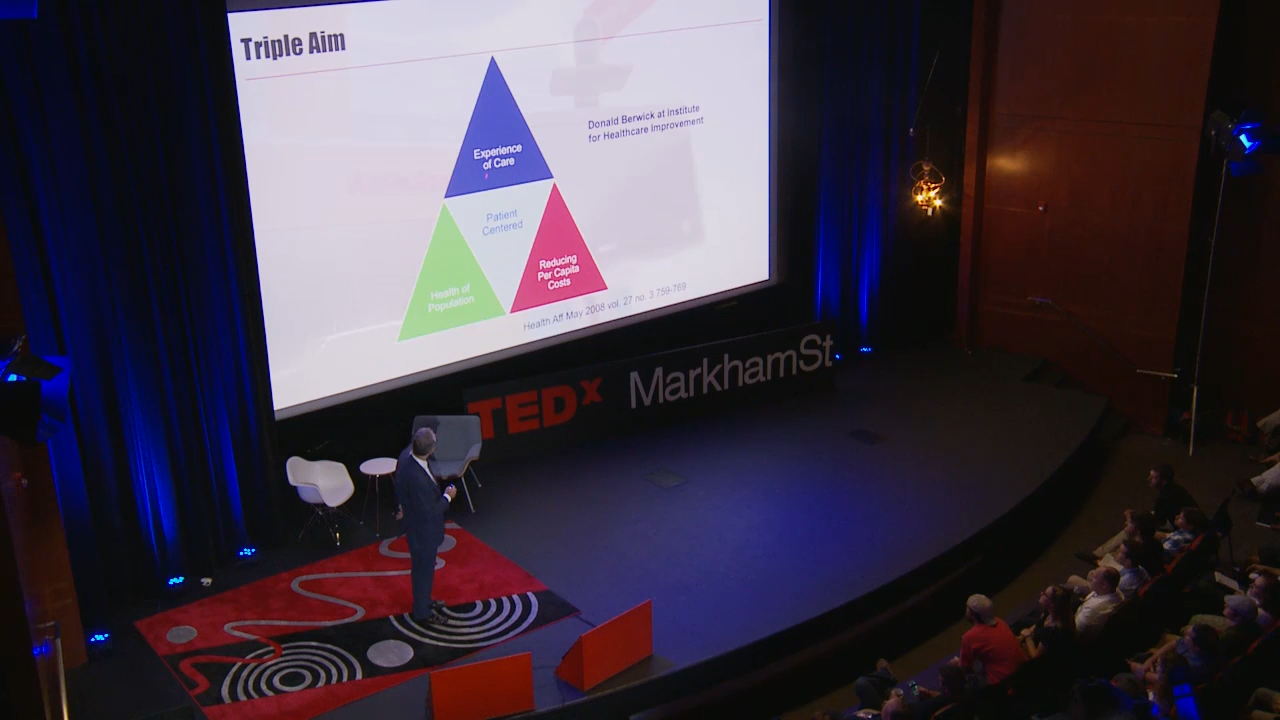 Triple Aim
Donald Berwick at Institute
for Healthcare Improvement
Experience
of Care
Patient
Centered
Reducing
Per Capita
Costs
Health of
Population
Health Aff May 2008 vol. 27 no. 3 759-769
TEDx MarkhamSt